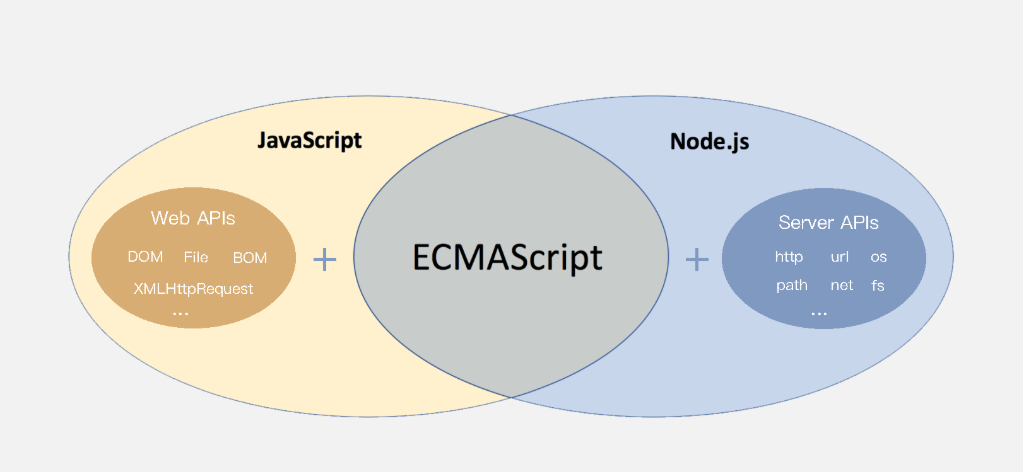 JavaScript
Node.js
Web APIs
DOM File BOM
XMLHttpRequest
...
+
ECMAScript
+
Server APIs
http url os
path net fs
...